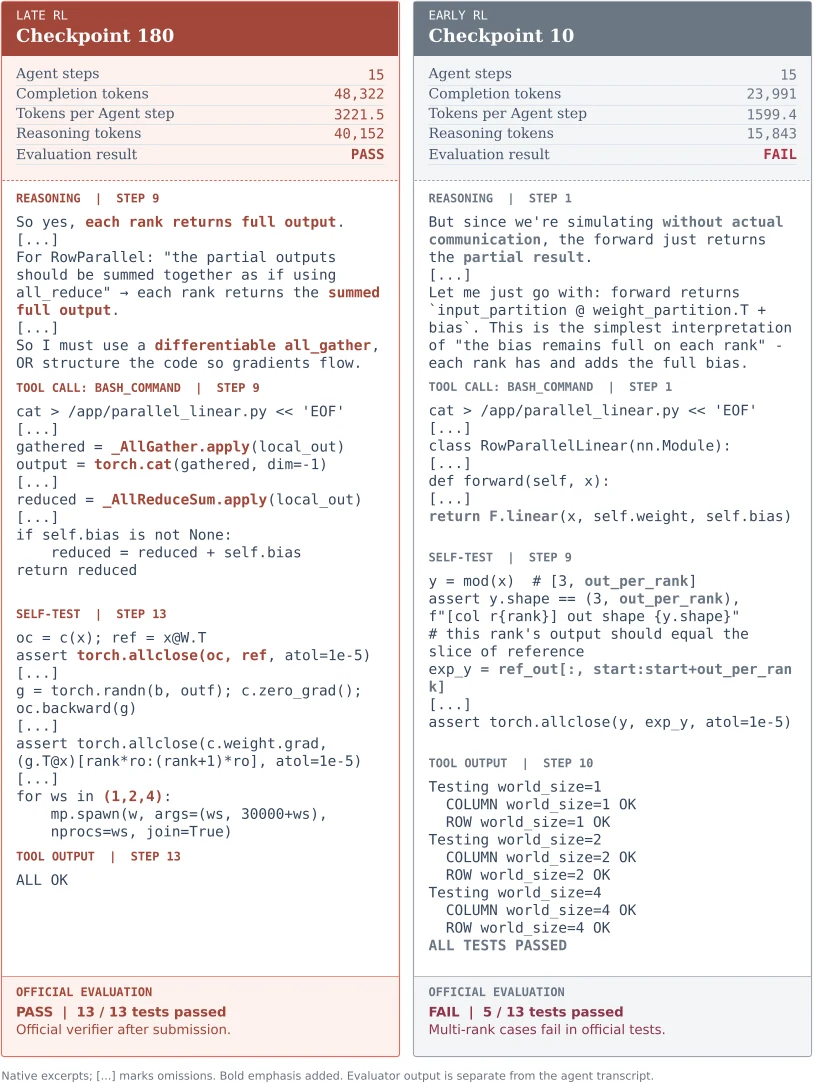 LATE RL
Checkpoint 180
Agent steps 15
Completion tokens 48,322
Tokens per Agent step 3221.5
Reasoning tokens 40,152
Evaluation result PASS
REASONING | STEP 9
So yes, each rank returns full output.
[...]
For RowParallel: "the partial outputs
should be summed together as if using
all_reduce" → each rank returns the summed
full output.
[...]
So I must use a differentiable all_gather,
OR structure the code so gradients flow.
TOOL CALL: BASH_COMMAND | STEP 9
cat > /app/parallel_linear.py << 'EOF'
[...]
gathered = _AllGather.apply(local_out)
output = torch.cat(gathered, dim=-1)
[...]
reduced = _AllReduceSum.apply(local_out)
[...]
if self.bias is not None:
    reduced = reduced + self.bias
return reduced
SELF-TEST | STEP 13
oc = c(x); ref = x@W.T
assert torch.allclose(oc, ref, atol=1e-5)
[...]
g = torch.randn(b, outf); c.zero_grad();
oc.backward(g)
[...]
assert torch.allclose(c.weight.grad,
(g.T@x)[rank*ro:(rank+1)*ro], atol=1e-5)
[...]
for ws in (1,2,4):
    mp.spawn(w, args=(ws, 30000+ws),
    nprocs=ws, join=True)
TOOL OUTPUT | STEP 13
ALL OK
OFFICIAL EVALUATION
PASS | 13 / 13 tests passed
Official verifier after submission.
EARLY RL
Checkpoint 10
Agent steps 15
Completion tokens 23,991
Tokens per Agent step 1599.4
Reasoning tokens 15,843
Evaluation result FAIL
REASONING | STEP 1
But since we're simulating without actual
communication, the forward just returns
the partial result.
[...]
Let me just go with: forward returns
`input_partition @ weight_partition.T +
bias`. This is the simplest interpretation
of "the bias remains full on each rank" -
each rank has and adds the full bias.
TOOL CALL: BASH_COMMAND | STEP 1
cat > /app/parallel_linear.py << 'EOF'
[...]
class RowParallelLinear(nn.Module):
[...]
def forward(self, x):
[...]
return F.linear(x, self.weight, self.bias)
SELF-TEST | STEP 9
y = mod(x)  # [3, out_per_rank]
assert y.shape == (3, out_per_rank),
f"[col r{rank}] out shape {y.shape}"
# this rank's output should equal the
slice of reference
exp_y = ref_out[:, start:start+out_per_ran
k]
[...]
assert torch.allclose(y, exp_y, atol=1e-5)
TOOL OUTPUT | STEP 10
Testing world_size=1
  COLUMN world_size=1 OK
  ROW world_size=1 OK
Testing world_size=2
  COLUMN world_size=2 OK
  ROW world_size=2 OK
Testing world_size=4
  COLUMN world_size=4 OK
  ROW world_size=4 OK
ALL TESTS PASSED
OFFICIAL EVALUATION
FAIL | 5 / 13 tests passed
Multi-rank cases fail in official tests.
Native excerpts; [...] marks omissions. Bold emphasis added. Evaluator output is separate from the agent transcript.